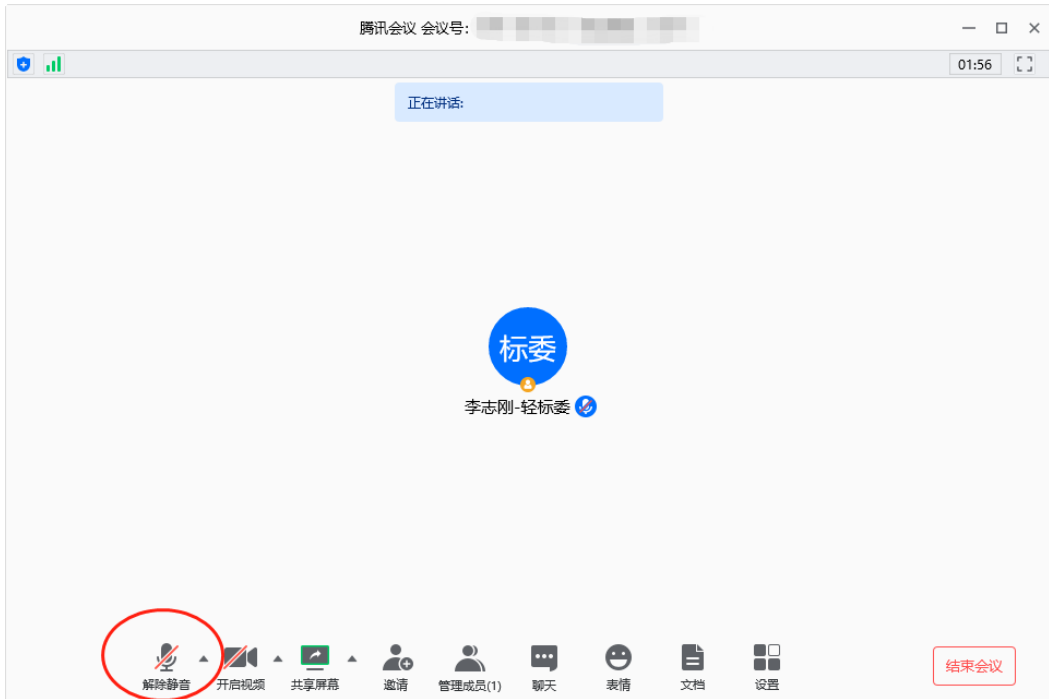 腾讯会议 会议号:
01:56
正在讲话:
标委
李志刚-轻标委
解除静音
开启视频
共享屏幕
邀请
管理成员(1)
聊天
表情
文档
设置
结束会议